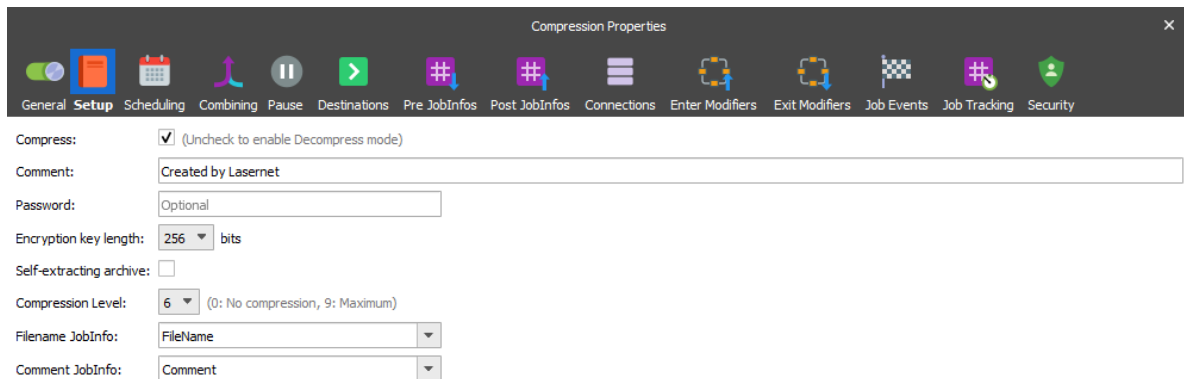 Compression Properties
General Setup Scheduling Combining Pause Destinations Pre JobInfos Post JobInfos Connections Enter Modifiers Exit Modifiers Job Events Job Tracking Security
Compress: (Uncheck to enable Decompress mode)
Comment: Created by Lasernet
Password: Optional
Encryption key length: 256 bits
Self-extracting archive:
Compression Level: 6 (0: No compression, 9: Maximum)
Filename JobInfo: FileName
Comment JobInfo: Comment